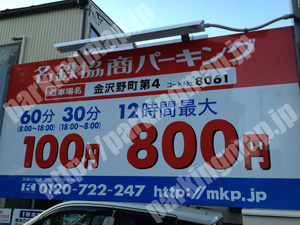 名鉄協商パーキング
駐車場名 金沢野町第4 コードNo.8061
60分 30分 12時間最大
(8:00~18:00) (18:00~8:00)
100円 800円
0120-722-247 http://mkp.jp